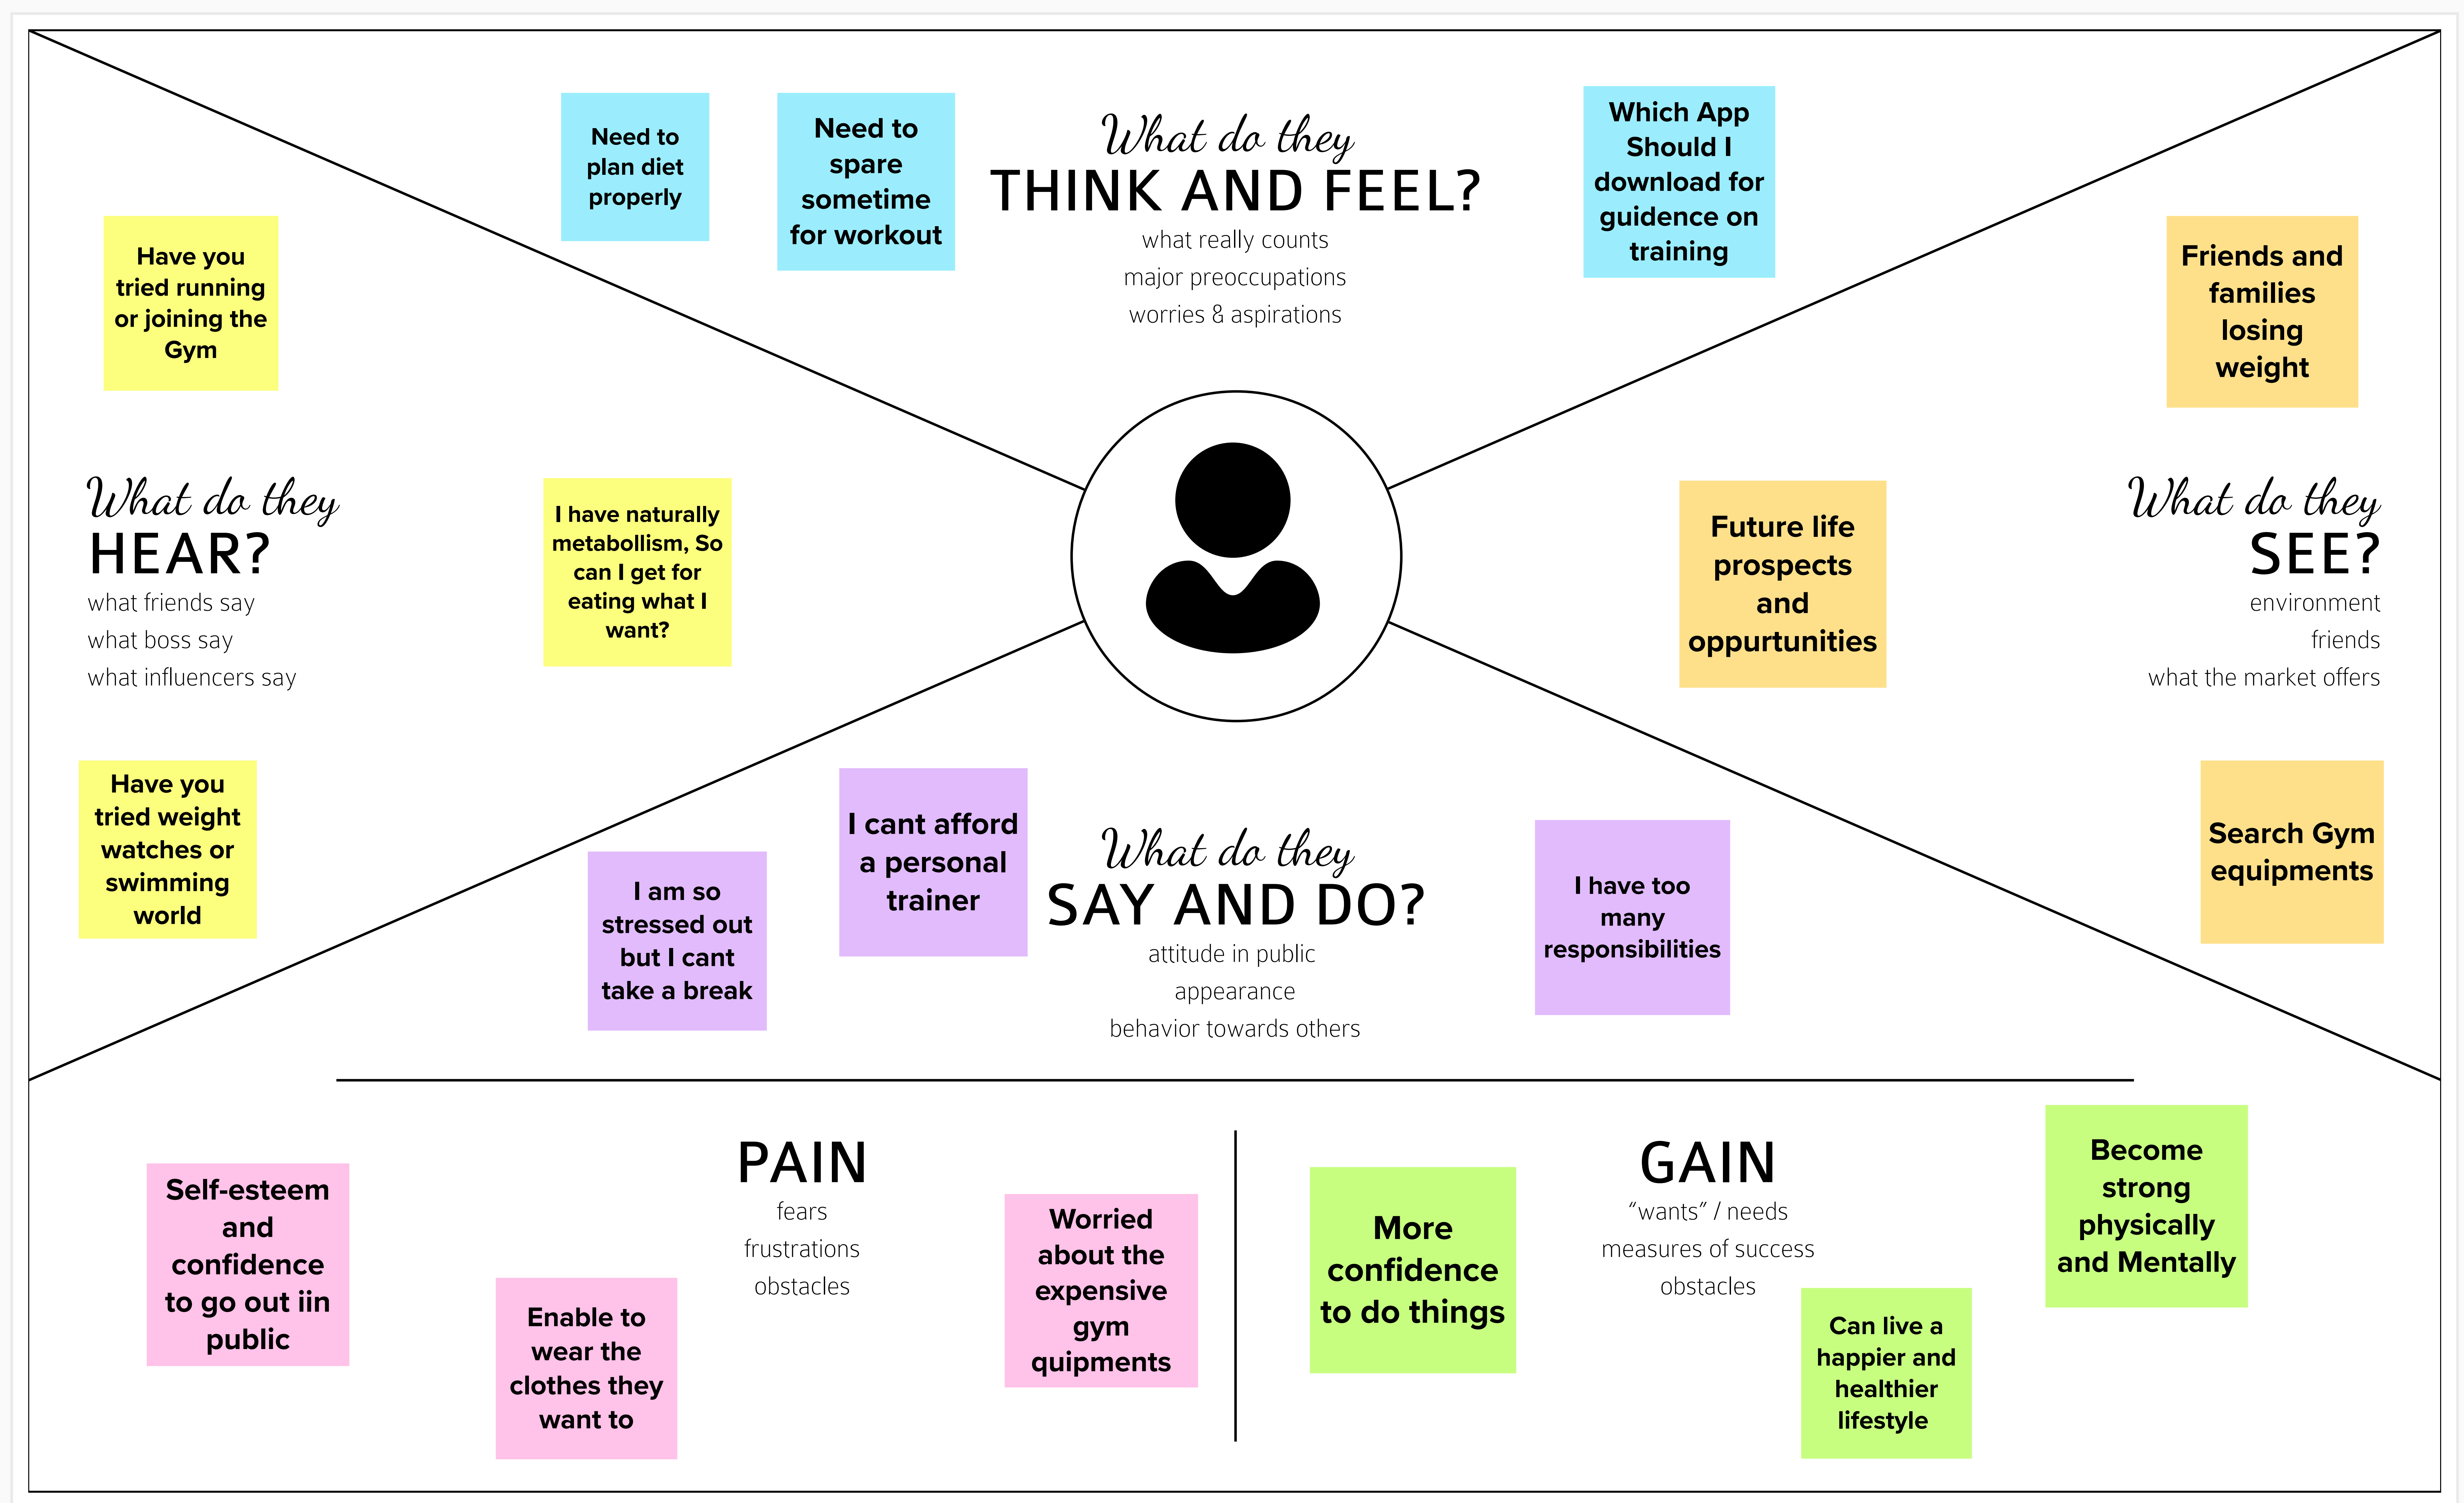 Need to
plan diet
properly
Need to
spare
sometime
for workout
What do they
THINK AND FEEL?
what really counts
major preoccupations
worries & aspirations
Which App
Should I
download for
guidence on
training
Have you
tried running
or joining the
Gym
What do they
HEAR?
what friends say
what boss say
what influencers say
I have naturally
metabollism, So
can I get for
eating what I
want?
Have you
tried weight
watches or
swimming
world
Friends and
families
losing
weight
Future life
prospects
and
oppurtunities
What do they
SEE?
environment
friends
what the market offers
Search Gym
equipments
I am so
stressed out
but I cant
take a break
I cant afford
a personal
trainer
What do they
SAY AND DO?
attitude in public
appearance
behavior towards others
I have too
many
responsibilities
Self-esteem
and
confidence
to go out iin
public
Enable to
wear the
clothes they
want to
PAIN
fears
frustrations
obstacles
Worried
about the
expensive
gym
quipments
More
confidence
to do things
GAIN
“wants” / needs
measures of success
obstacles
Can live a
happier and
healthier
lifestyle
Become
strong
physically
and Mentally